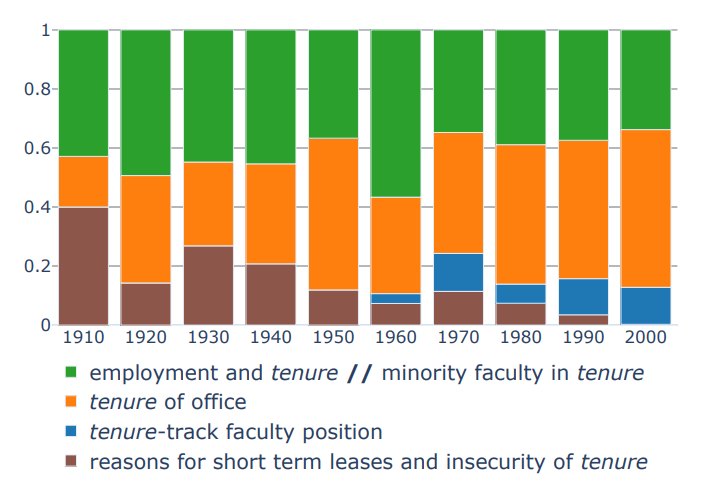 1
0.8
0.6
0.4
0.2
0
1910 1920 1930 1940 1950 1960 1970 1980 1990 2000
employment and tenure // minority faculty in tenure
tenure of office
tenure-track faculty position
reasons for short term leases and insecurity of tenure